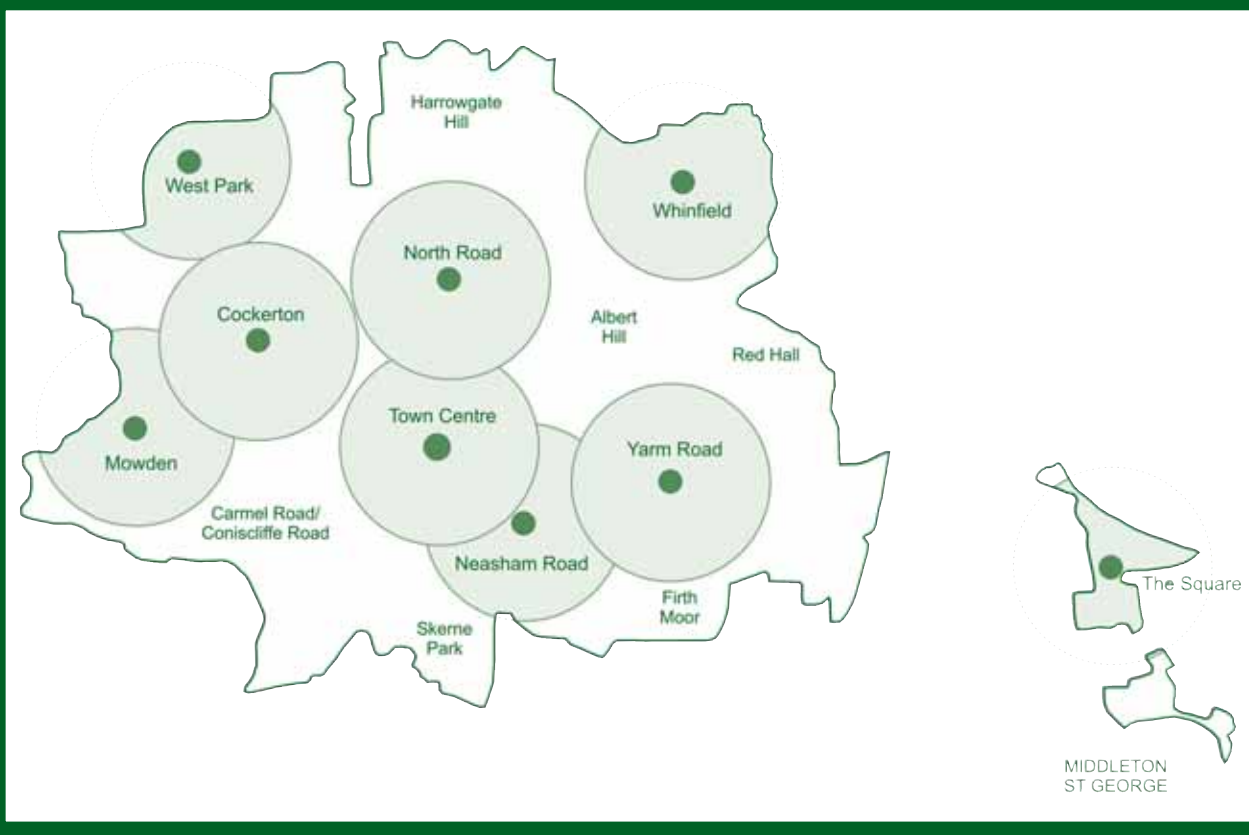 Harrowgate
Hill
West Park
Whinfield
North Road
Cockerton
Albert
Hill
Red Hall
Town Centre
Yarm Road
Mowden
Carmel Road/
Coniscliffe Road
Neasham Road
The Square
Firth
Moor
Skerne
Park
MIDDLETON
ST GEORGE